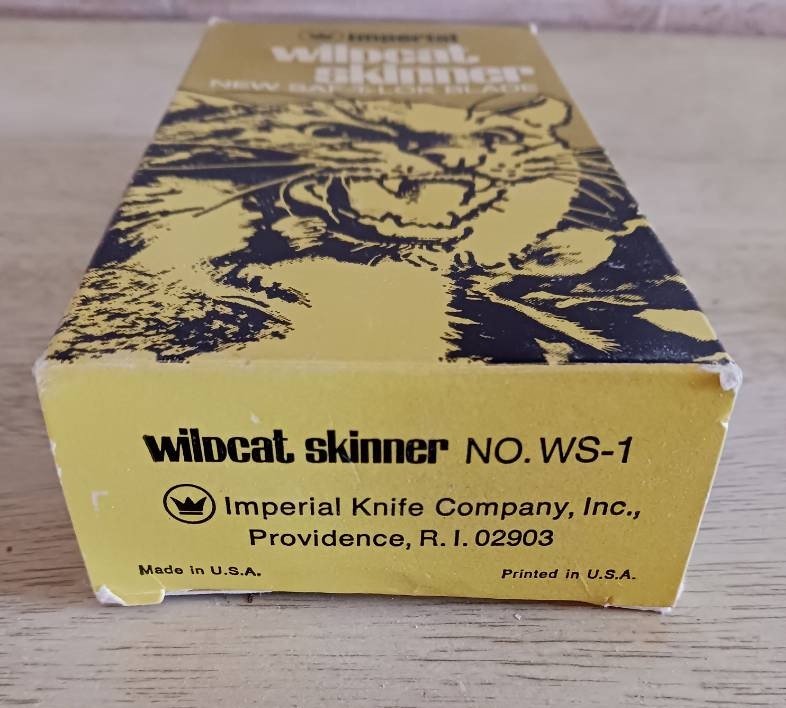 Imperial
wildcat
skinner
NEW SAF-T-LOK BLADE
wildcat skinner NO. WS-1
Imperial Knife Company, Inc.,
Providence, R. I. 02903
Made in U.S.A.
Printed in U.S.A.